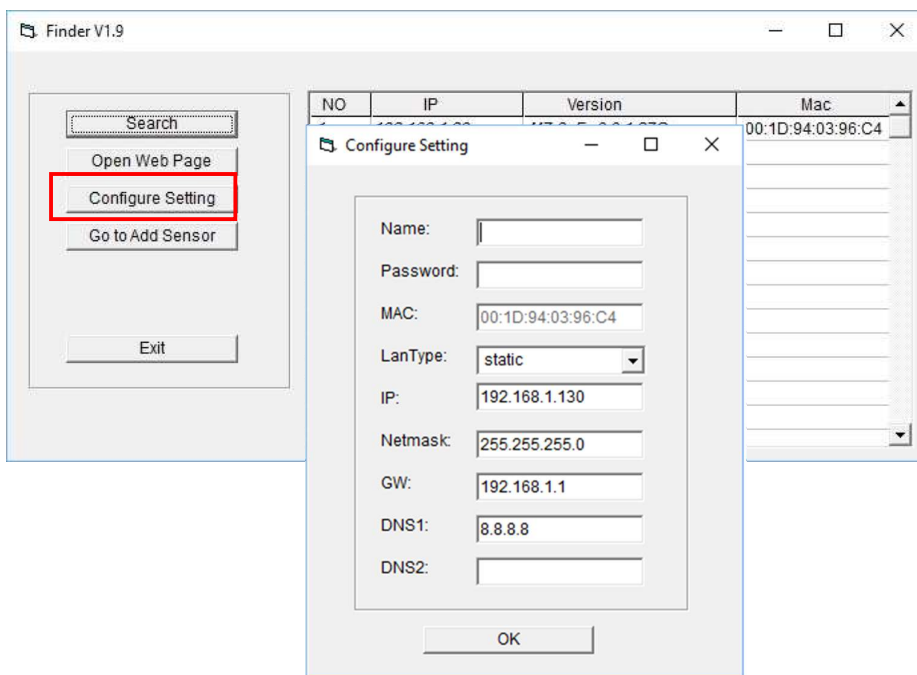 Finder V1.9
Search
Open Web Page
Configure Setting
Go to Add Sensor
Exit
NO IP Version Mac
00:1D:94:03:96:C4
Configure Setting
Name:
Password:
MAC: 00:1D:94:03:96:C4
LanType: static
IP: 192.168.1.130
Netmask: 255.255.255.0
GW: 192.168.1.1
DNS1: 8.8.8.8
DNS2:
OK